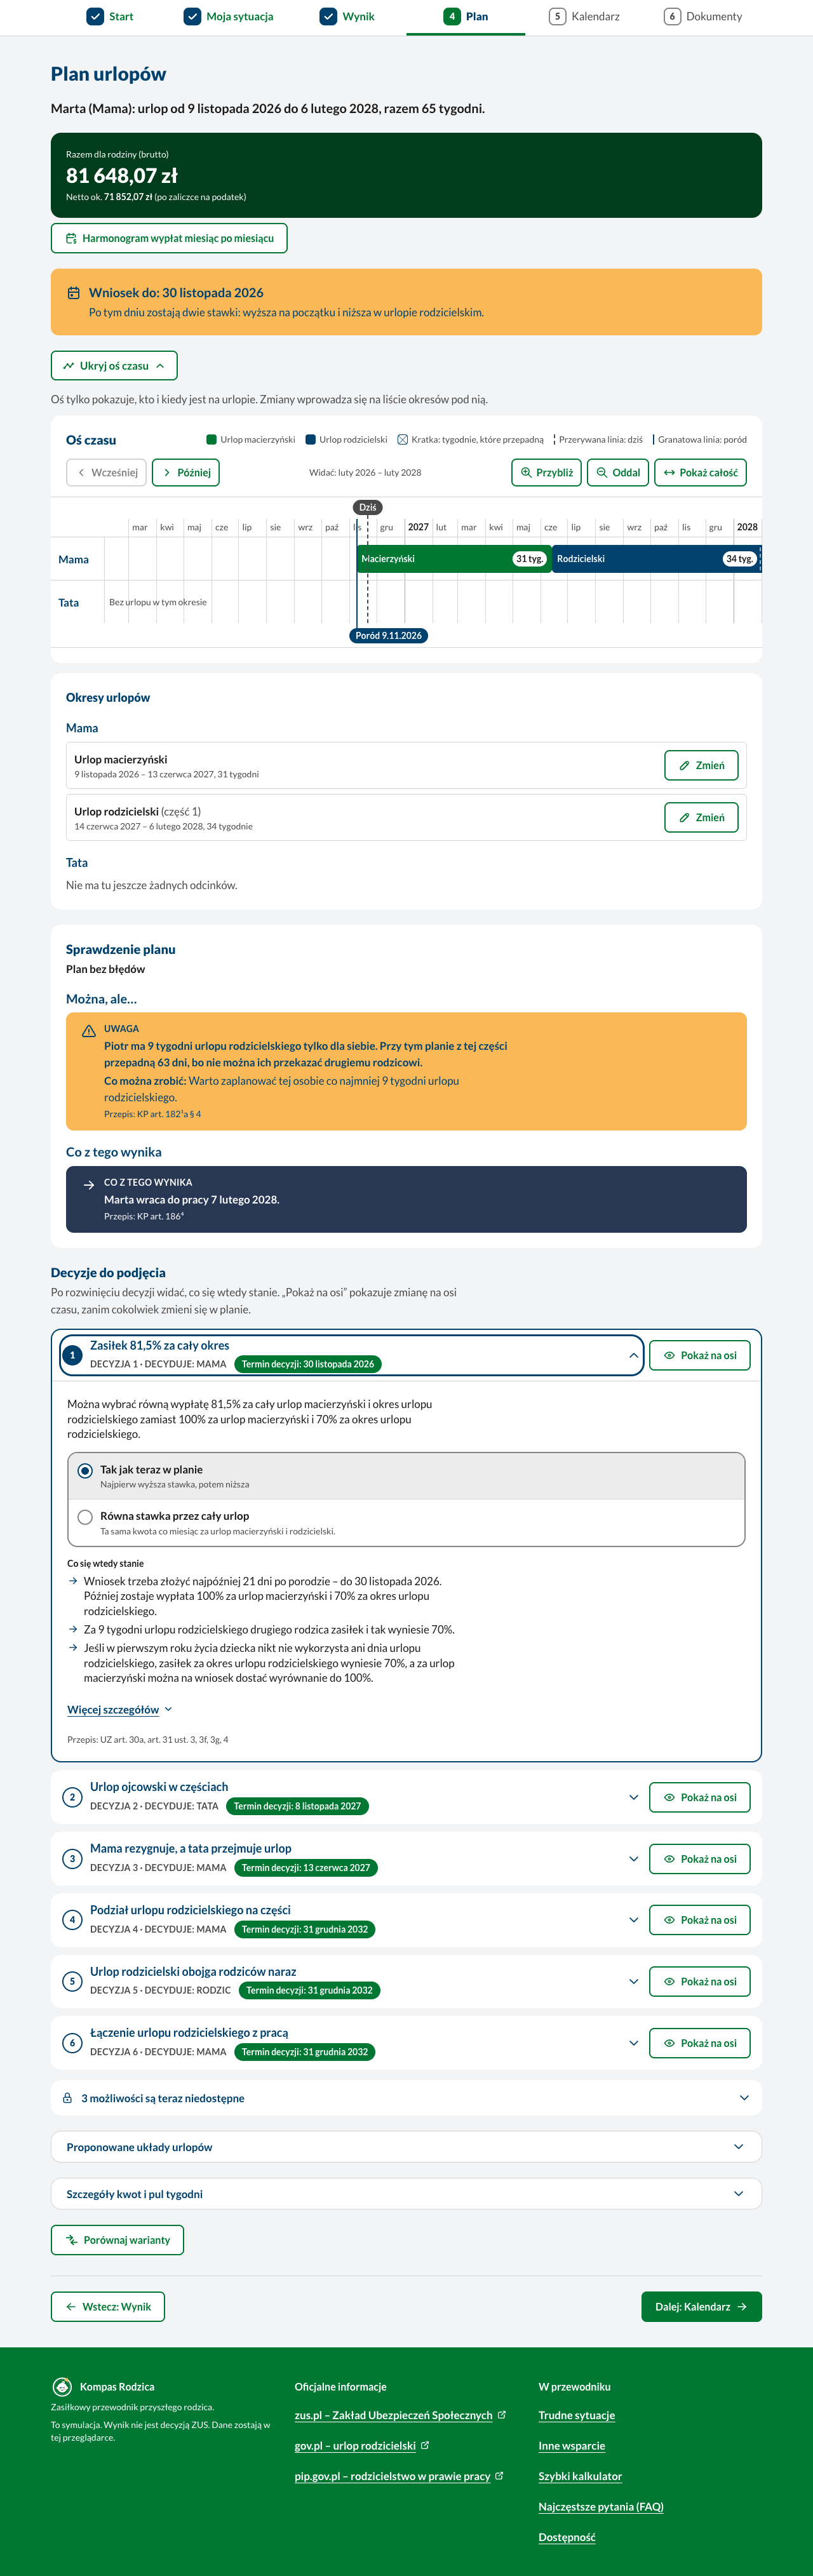 Start
Moja sytuacja
Wynik
4 Plan
5 Kalendarz
6 Dokumenty
Plan urlopów
Marta (Mama): urlop od 9 listopada 2026 do 6 lutego 2028, razem 65 tygodni.
Razem dla rodziny (brutto)
81 648,07 zł
Netto ok. 71 852,07 zł (po zaliczce na podatek)
Harmonogram wypłat miesiąc po miesiącu
Wniosek do: 30 listopada 2026
Po tym dniu zostają dwie stawki: wyższa na początku i niższa w urlopie rodzicielskim.
Ukryj oś czasu
Oś tylko pokazuje, kto i kiedy jest na urlopie. Zmiany wprowadza się na liście okresów pod nią.
Oś czasu
Urlop macierzyński
Urlop rodzicielski
Kratka: tygodnie, które przepadną
Przerywana linia: dziś
Granatowa linia: poród
Wcześniej
Później
Widać: luty 2026 – luty 2028
Przybliż
Oddal
Pokaż całość
Dziś
mar kwi maj cze lip sie wrz paź lis gru 2027 lut mar kwi maj cze lip sie wrz paź lis gru 2028
Mama
Macierzyński 31 tyg.
Rodzicielski 34 tyg.
Tata
Bez urlopu w tym okresie
Poród 9.11.2026
Okresy urlopów
Mama
Urlop macierzyński
9 listopada 2026 – 13 czerwca 2027, 31 tygodni
Zmień
Urlop rodzicielski (część 1)
14 czerwca 2027 – 6 lutego 2028, 34 tygodnie
Zmień
Tata
Nie ma tu jeszcze żadnych odcinków.
Sprawdzenie planu
Plan bez błędów
Można, ale...
UWAGA
Piotr ma 9 tygodni urlopu rodzicielskiego tylko dla siebie. Przy tym planie z tej części
przepadną 63 dni, bo nie można ich przekazać drugiemu rodzicowi.
Co można zrobić: Warto zaplanować tej osobie co najmniej 9 tygodni urlopu
rodzicielskiego.
Przepis: KP art. 182¹a § 4
Co z tego wynika
CO Z TEGO WYNIKA
Marta wraca do pracy 7 lutego 2028.
Przepis: KP art. 186⁴
Decyzje do podjęcia
Po rozwinięciu decyzji widać, co się wtedy stanie. „Pokaż na osi” pokazuje zmianę na osi
czasu, zanim cokolwiek zmieni się w planie.
1
Zasiłek 81,5% za cały okres
DECYZJA 1 · DECYDUJE: MAMA Termin decyzji: 30 listopada 2026
Pokaż na osi
Można wybrać równą wypłatę 81,5% za cały urlop macierzyński i okres urlopu
rodzicielskiego zamiast 100% za urlop macierzyński i 70% za okres urlopu
rodzicielskiego.
Tak jak teraz w planie
Najpierw wyższa stawka, potem niższa
Równa stawka przez cały urlop
Ta sama kwota co miesiąc za urlop macierzyński i rodzicielski.
Co się wtedy stanie
Wniosek trzeba złożyć najpóźniej 21 dni po porodzie – do 30 listopada 2026.
Później zostaje wypłata 100% za urlop macierzyński i 70% za okres urlopu
rodzicielskiego.
Za 9 tygodni urlopu rodzicielskiego drugiego rodzica zasiłek i tak wyniesie 70%.
Jeśli w pierwszym roku życia dziecka nikt nie wykorzysta ani dnia urlopu
rodzicielskiego, zasiłek za okres urlopu rodzicielskiego wyniesie 70%, a za urlop
macierzyński można na wniosek dostać wyrównanie do 100%.
Więcej szczegółów
Przepis: UZ art. 30a, art. 31 ust. 3, 3f, 3g, 4
2
Urlop ojcowski w częściach
DECYZJA 2 · DECYDUJE: TATA Termin decyzji: 8 listopada 2027
Pokaż na osi
3
Mama rezygnuje, a tata przejmuje urlop
DECYZJA 3 · DECYDUJE: MAMA Termin decyzji: 13 czerwca 2027
Pokaż na osi
4
Podział urlopu rodzicielskiego na części
DECYZJA 4 · DECYDUJE: MAMA Termin decyzji: 31 grudnia 2032
Pokaż na osi
5
Urlop rodzicielski obojga rodziców naraz
DECYZJA 5 · DECYDUJE: RODZIC Termin decyzji: 31 grudnia 2032
Pokaż na osi
6
Łączenie urlopu rodzicielskiego z pracą
DECYZJA 6 · DECYDUJE: MAMA Termin decyzji: 31 grudnia 2032
Pokaż na osi
3 możliwości są teraz niedostępne
Proponowane układy urlopów
Szczegóły kwot i pul tygodni
Porównaj warianty
Wstecz: Wynik
Dalej: Kalendarz
Kompas Rodzica
Zasiłkowy przewodnik przyszłego rodzica.
To symulacja. Wynik nie jest decyzją ZUS. Dane zostają w
tej przeglądarce.
Oficjalne informacje
zus.pl – Zakład Ubezpieczeń Społecznych
gov.pl – urlop rodzicielski
pip.gov.pl – rodzicielstwo w prawie pracy
W przewodniku
Trudne sytuacje
Inne wsparcie
Szybki kalkulator
Najczęstsze pytania (FAQ)
Dostępność